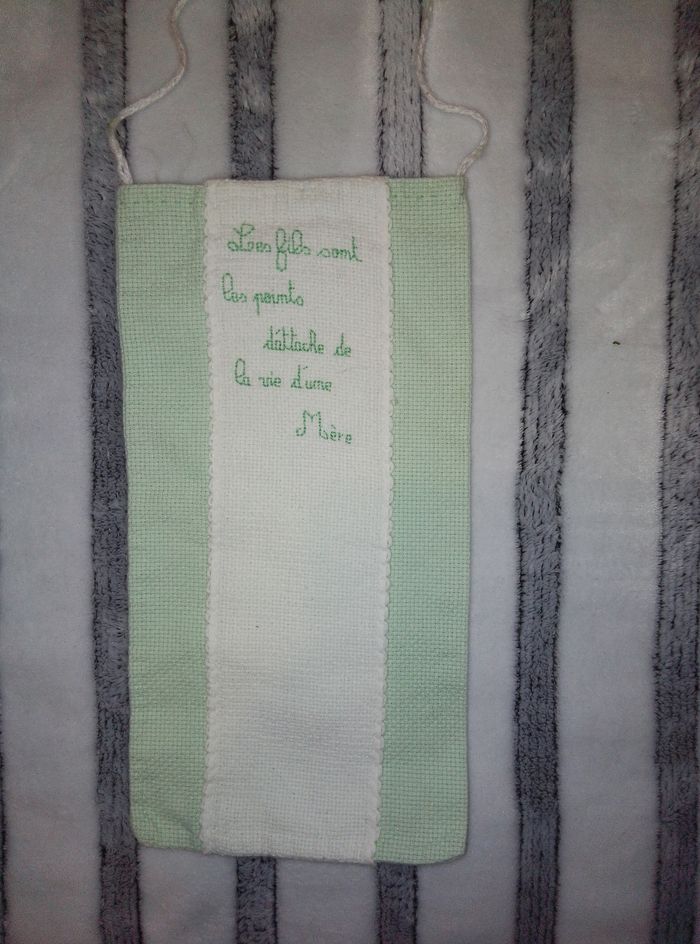 Les fils sont
les points
d'attache de
la vie d'une
Mère